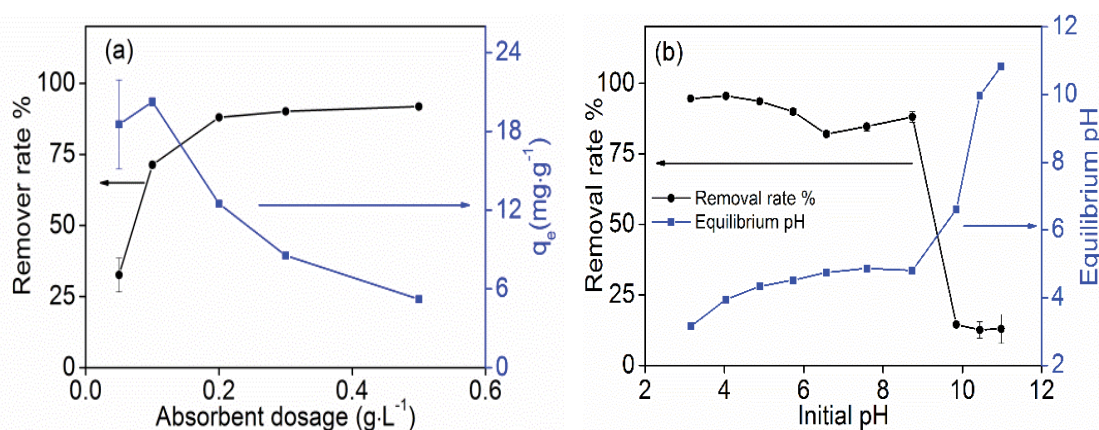 (a)
Remover rate %
100
75
50
25
0
0.0 0.2 0.4 0.6
Absorbent dosage (g·L⁻¹)
24
18
12
6
0
qₑ(mg·g⁻¹)
(b)
Removal rate %
100
75
50
25
0
Removal rate %
Equilibrium pH
2 4 6 8 10 12
Initial pH
12
10
8
6
4
2
Equilibrium pH